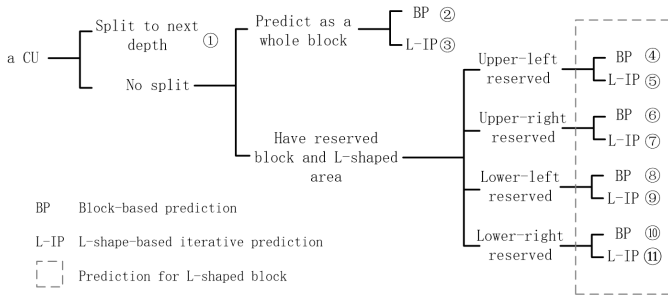 a CU
Split to next
depth ①
No split
Predict as a
whole block
BP ②
L-IP ③
Have reserved
block and L-shaped
area
Upper-left
reserved
BP ④
L-IP ⑤
Upper-right
reserved
BP ⑥
L-IP ⑦
Lower-left
reserved
BP ⑧
L-IP ⑨
Lower-right
reserved
BP ⑩
L-IP ⑪
BP Block-based prediction
L-IP L-shape-based iterative prediction
Prediction for L-shaped block